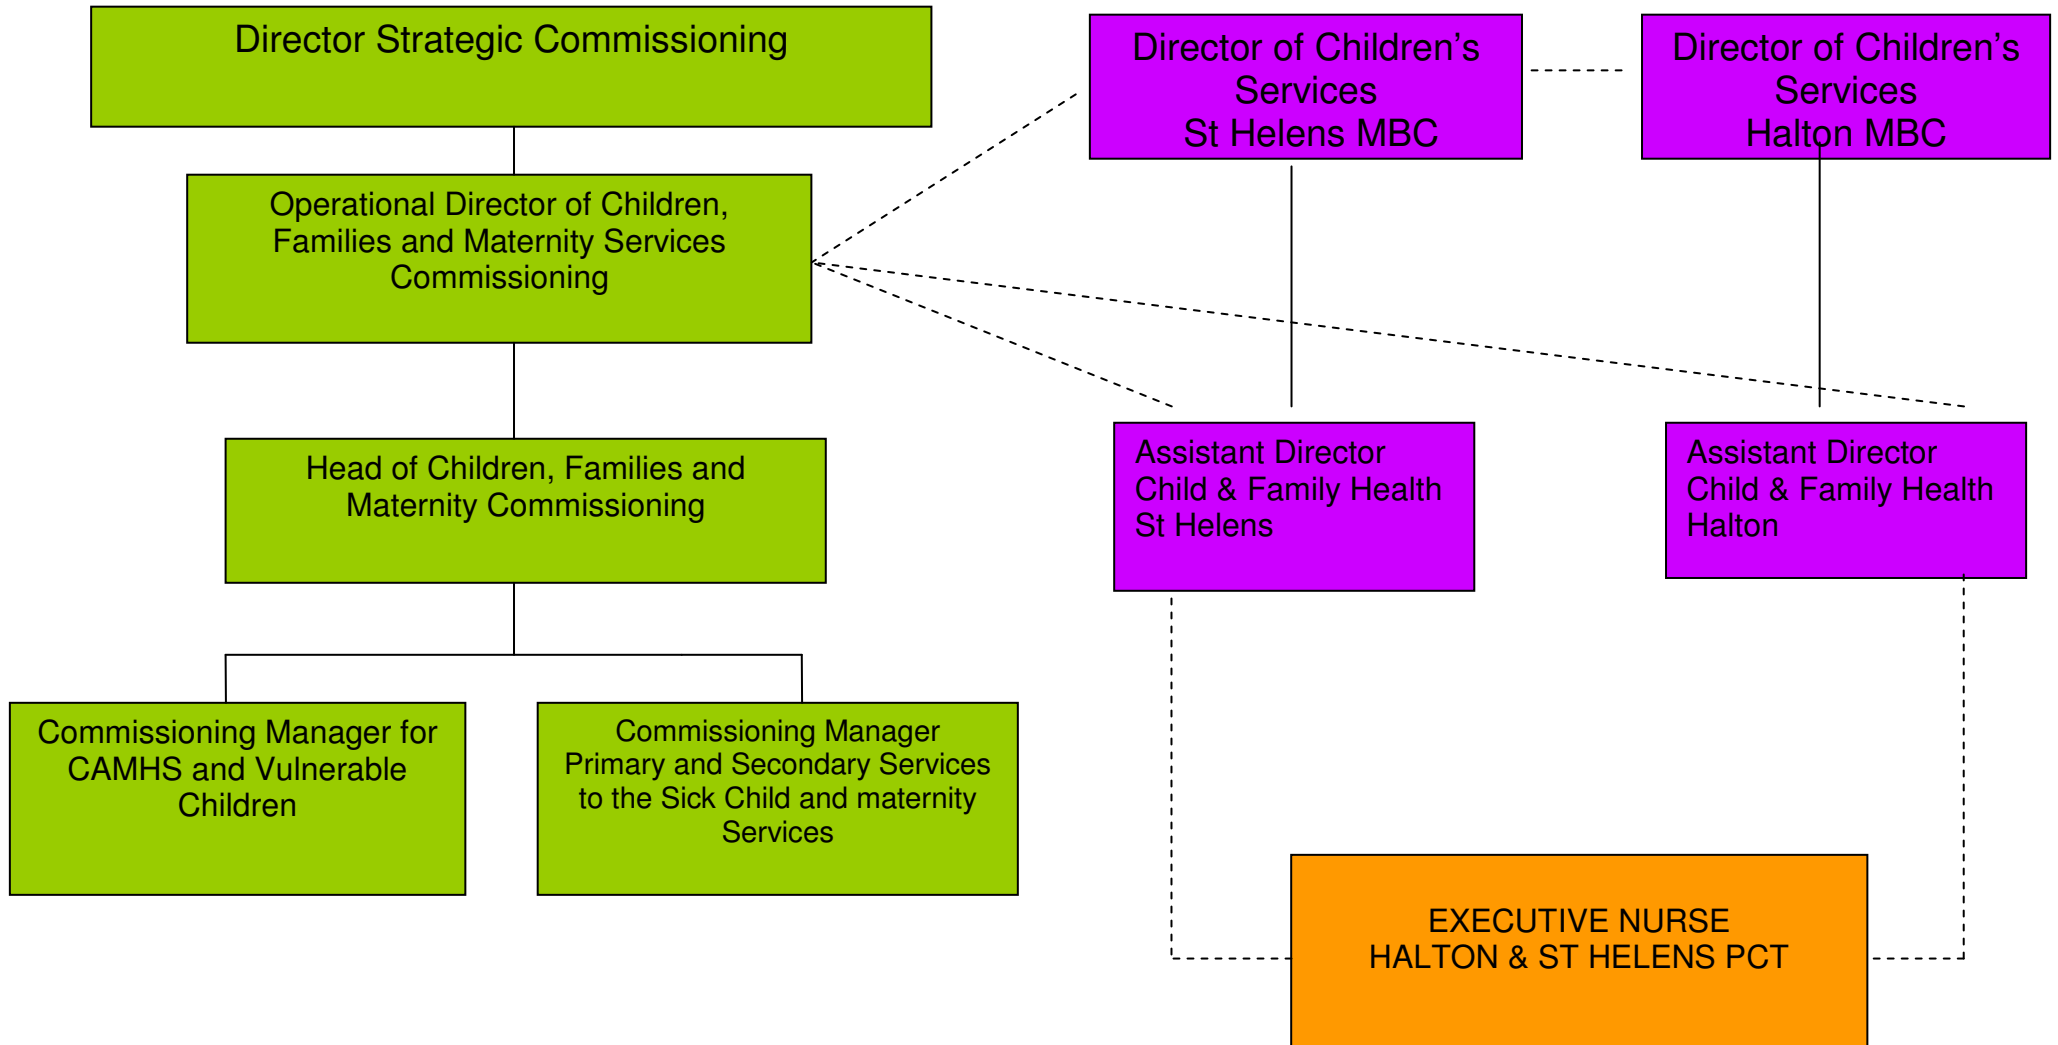 Director Strategic Commissioning
Director of Children's
Services
St Helens MBC
Director of Children's
Services
Halton MBC
Operational Director of Children,
Families and Maternity Services
Commissioning
Head of Children, Families and
Maternity Commissioning
Assistant Director
Child & Family Health
St Helens
Assistant Director
Child & Family Health
Halton
Commissioning Manager for
CAMHS and Vulnerable
Children
Commissioning Manager
Primary and Secondary Services
to the Sick Child and maternity
Services
EXECUTIVE NURSE
HALTON & ST HELENS PCT